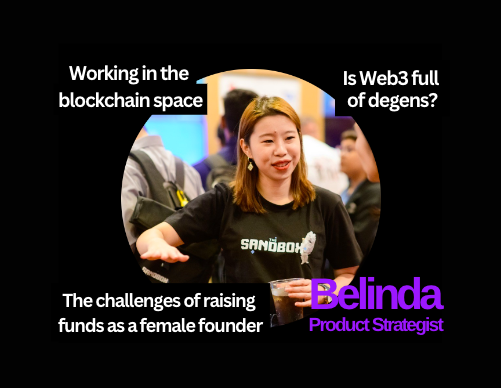 Working in the
blockchain space
Is Web3 full
of degens?
THE
SANDBOX
The challenges of raising
funds as a female founder
Belinda
Product Strategist